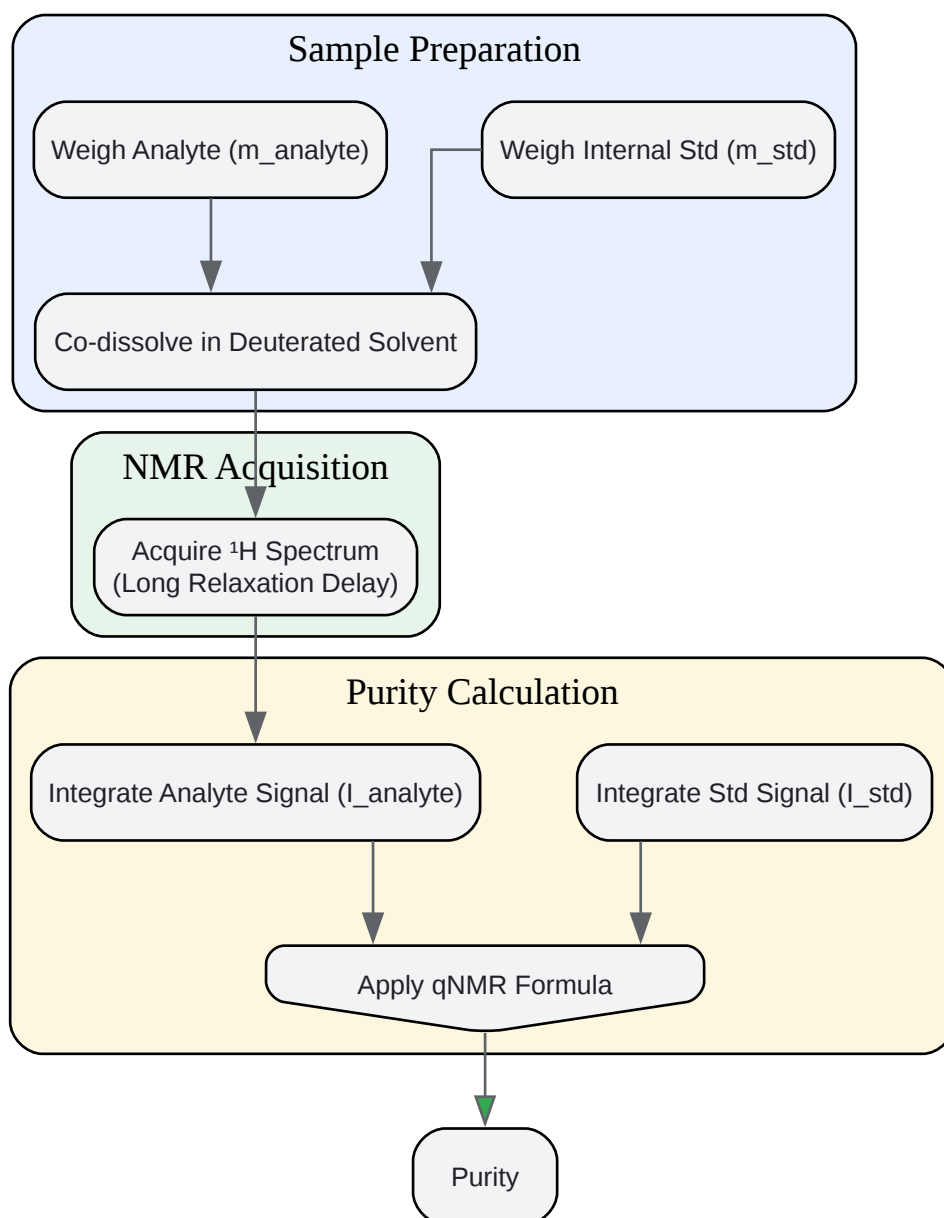 Sample Preparation
Weigh Analyte (m_analyte)
Weigh Internal Std (m_std)
Co-dissolve in Deuterated Solvent
NMR Acquisition
Acquire ¹H Spectrum
(Long Relaxation Delay)
Purity Calculation
Integrate Analyte Signal (I_analyte)
Integrate Std Signal (I_std)
Apply qNMR Formula
Purity